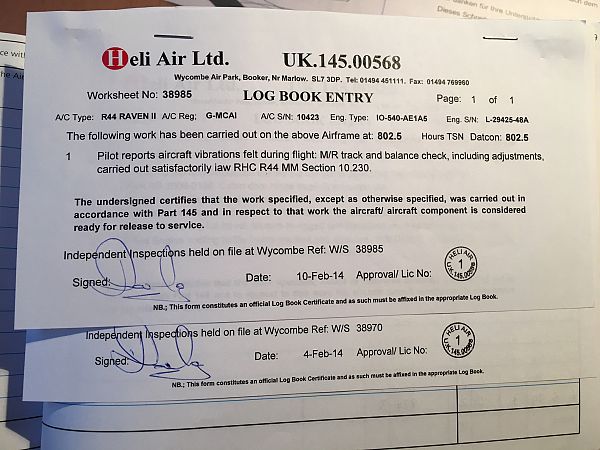 Heli Air Ltd. UK.145.00568
Wycombe Air Park, Booker, Nr Marlow. SL7 3DP. Tel: 01494 451111. Fax: 01494 769960
Worksheet No: 38985 LOG BOOK ENTRY Page: 1 of 1
A/C Type: R44 RAVEN II A/C Reg: G-MCAI A/C S/N: 10423 Eng. Type: IO-540-AE1A5 Eng. S/N: L-29425-48A
The following work has been carried out on the above Airframe at: 802.5 Hours TSN Datcon: 802.5
1 Pilot reports aircraft vibrations felt during flight: M/R track and balance check, including adjustments,
carried out satisfactorily iaw RHC R44 MM Section 10.230.
The undersigned certifies that the work specified, except as otherwise specified, was carried out in
accordance with Part 145 and in respect to that work the aircraft/ aircraft component is considered
ready for release to service.
Independent Inspections held on file at Wycombe Ref: W/S 38985
Signed: Date: 10-Feb-14 Approval/ Lic No:
HELI AIR
1
U.K.145.00568
NB.; This form constitutes an official Log Book Certificate and as such must be affixed in the appropriate Log Book.
Independent Inspections held on file at Wycombe Ref: W/S 38970
Signed: Date: 4-Feb-14 Approval/ Lic No:
HELI AIR
1
U.K.145.00568
NB.; This form constitutes an official Log Book Certificate and as such must be affixed in the appropriate Log Book.